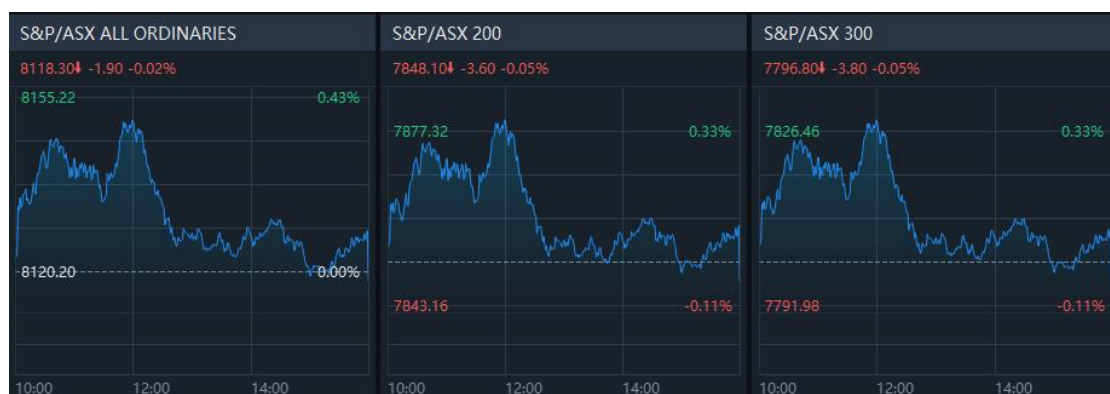 S&P/ASX ALL ORDINARIES
8118.30⬇ -1.90 -0.02%
8155.22 0.43%
8120.20 0.00%
10:00 12:00 14:00
S&P/ASX 200
7848.10⬇ -3.60 -0.05%
7877.32 0.33%
7843.16 -0.11%
10:00 12:00 14:00
S&P/ASX 300
7796.80⬇ -3.80 -0.05%
7826.46 0.33%
7791.98 -0.11%
10:00 12:00 14:00